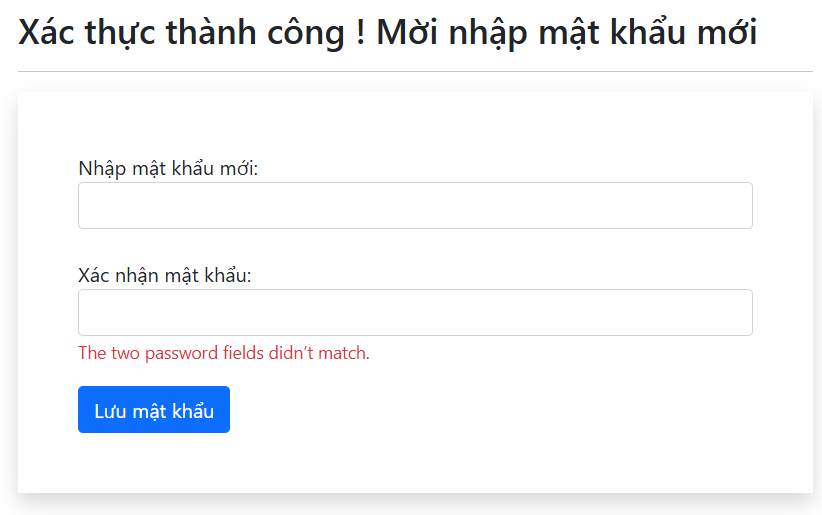 Xác thực thành công ! Mời nhập mật khẩu mới
Nhập mật khẩu mới:
Xác nhận mật khẩu:
The two password fields didn’t match.
Lưu mật khẩu